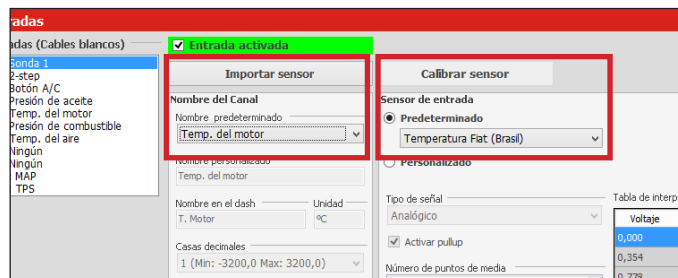 radas
adas (Cables blancos)
Sonda 1
2-step
Botón A/C
Presión de aceite
Temp. del motor
Presión de combustible
Temp. del aire
Ningún
Ningún
MAP
TPS
Entrada activada
Importar sensor
Nombre del Canal
Nombre predeterminado
Temp. del motor
Nombre personalizado
Temp. del motor
Nombre en el dash
Unidad
T. Motor
ºC
Casas decimales
1 (Min: -3200,0 Max: 3200,0)
Calibrar sensor
Sensor de entrada
Predeterminado
Temperatura Fiat (Brasil)
Personalizado
Tipo de señal
Analógico
Activar pullup
Número de puntos de media
Tabla de interp
Voltaje
0,000
0,354
0,778